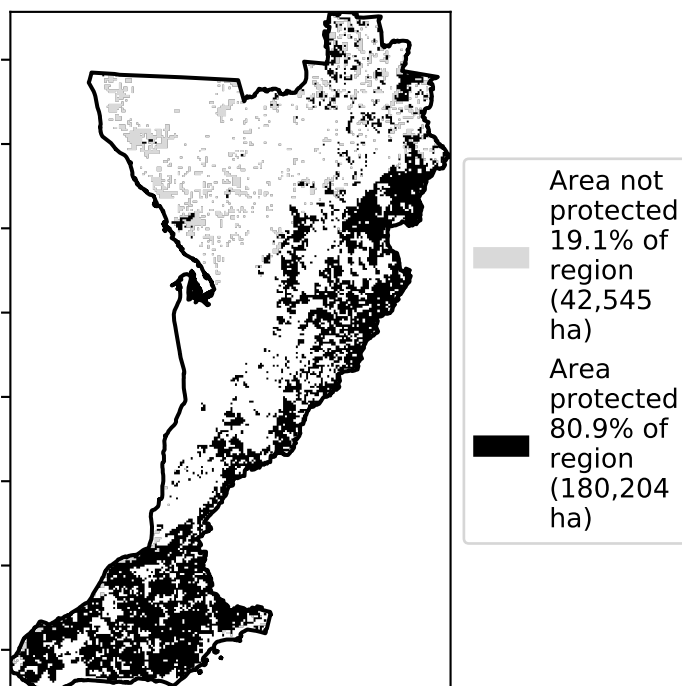 Area not
protected
19.1% of
region
(42,545
ha)
Area
protected
80.9% of
region
(180,204
ha)